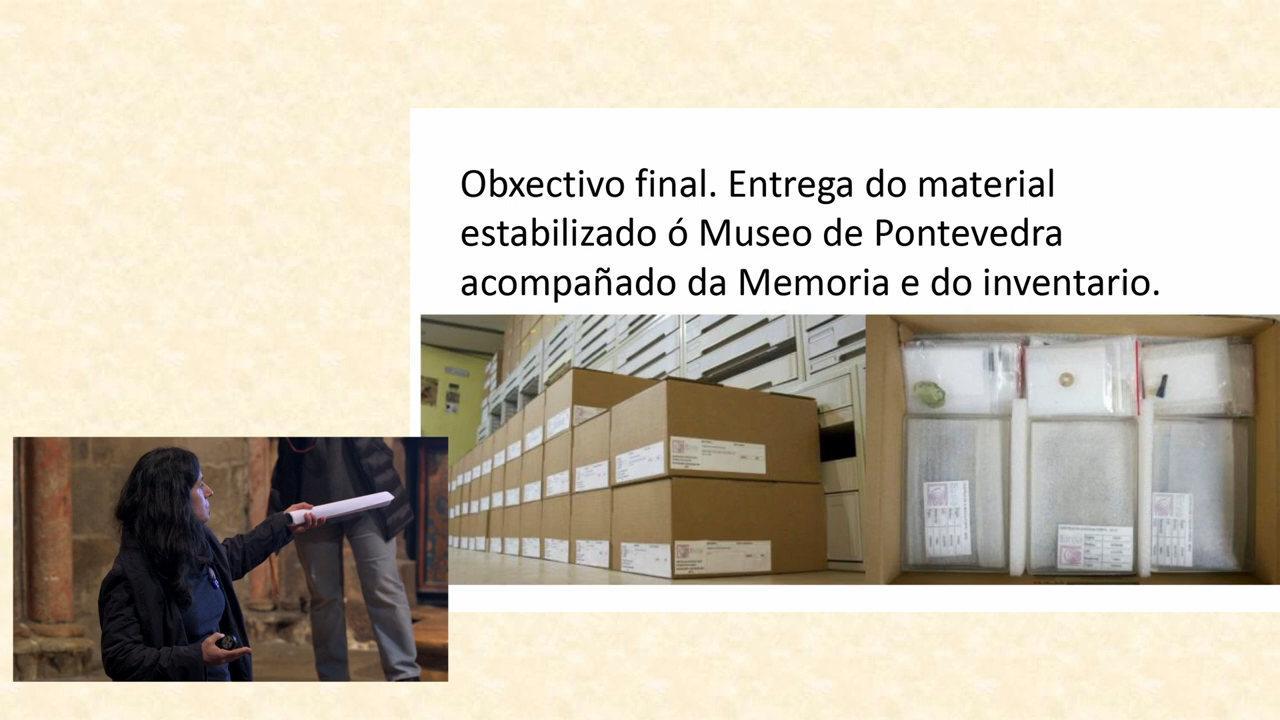 Obxectivo final. Entrega do material
estabilizado ó Museo de Pontevedra
acompañado da Memoria e do inventario.